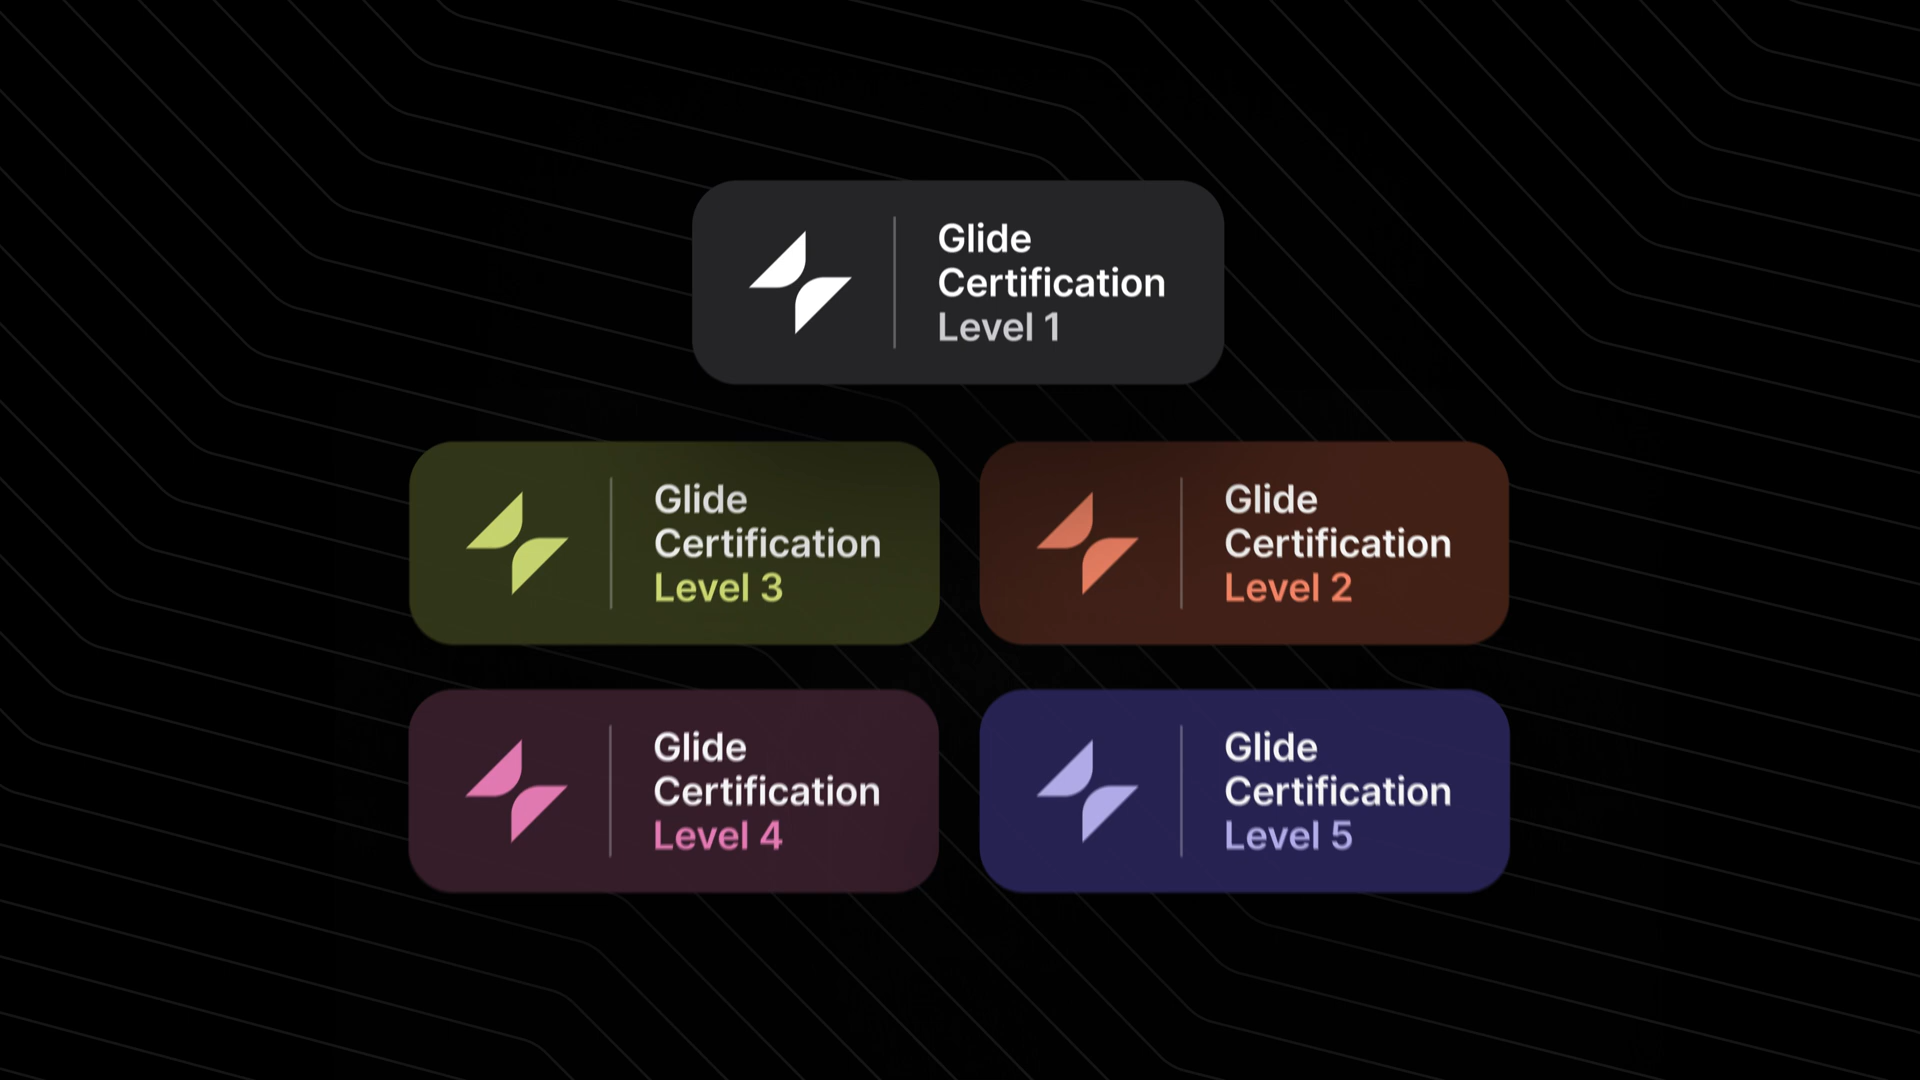 Glide
Certification
Level 1
Glide
Certification
Level 3
Glide
Certification
Level 2
Glide
Certification
Level 4
Glide
Certification
Level 5